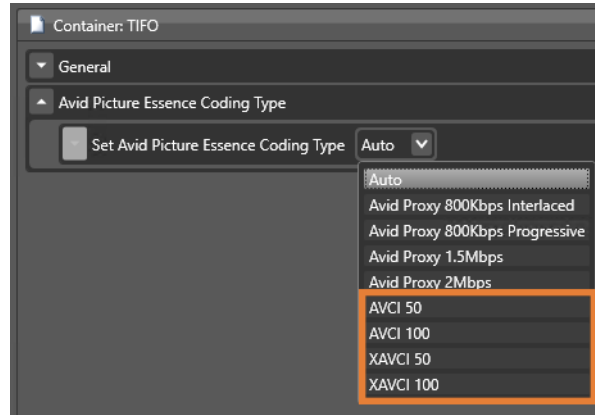 Container: TIFO
General
Avid Picture Essence Coding Type
Set Avid Picture Essence Coding Type Auto
Auto
Avid Proxy 800Kbps Interlaced
Avid Proxy 800Kbps Progressive
Avid Proxy 1.5Mbps
Avid Proxy 2Mbps
AVCI 50
AVCI 100
XAVCI 50
XAVCI 100